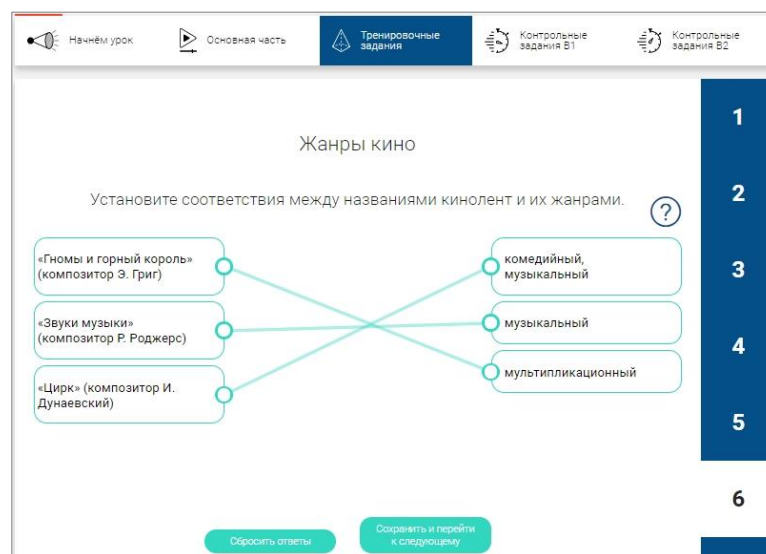 Начнём урок
Основная часть
Тренировочные
задания
Контрольные
задания В1
Контрольные
задания В2
Жанры кино
Установите соответствия между названиями кинолент и их жанрами.
?
«Гномы и горный король»
(композитор Э. Григ)
комедийный,
музыкальный
«Звуки музыки»
(композитор Р. Роджерс)
музыкальный
«Цирк» (композитор И.
Дунаевский)
мультипликационный
Сбросить ответы
Сохранить и перейти
к следующему
1
2
3
4
5
6